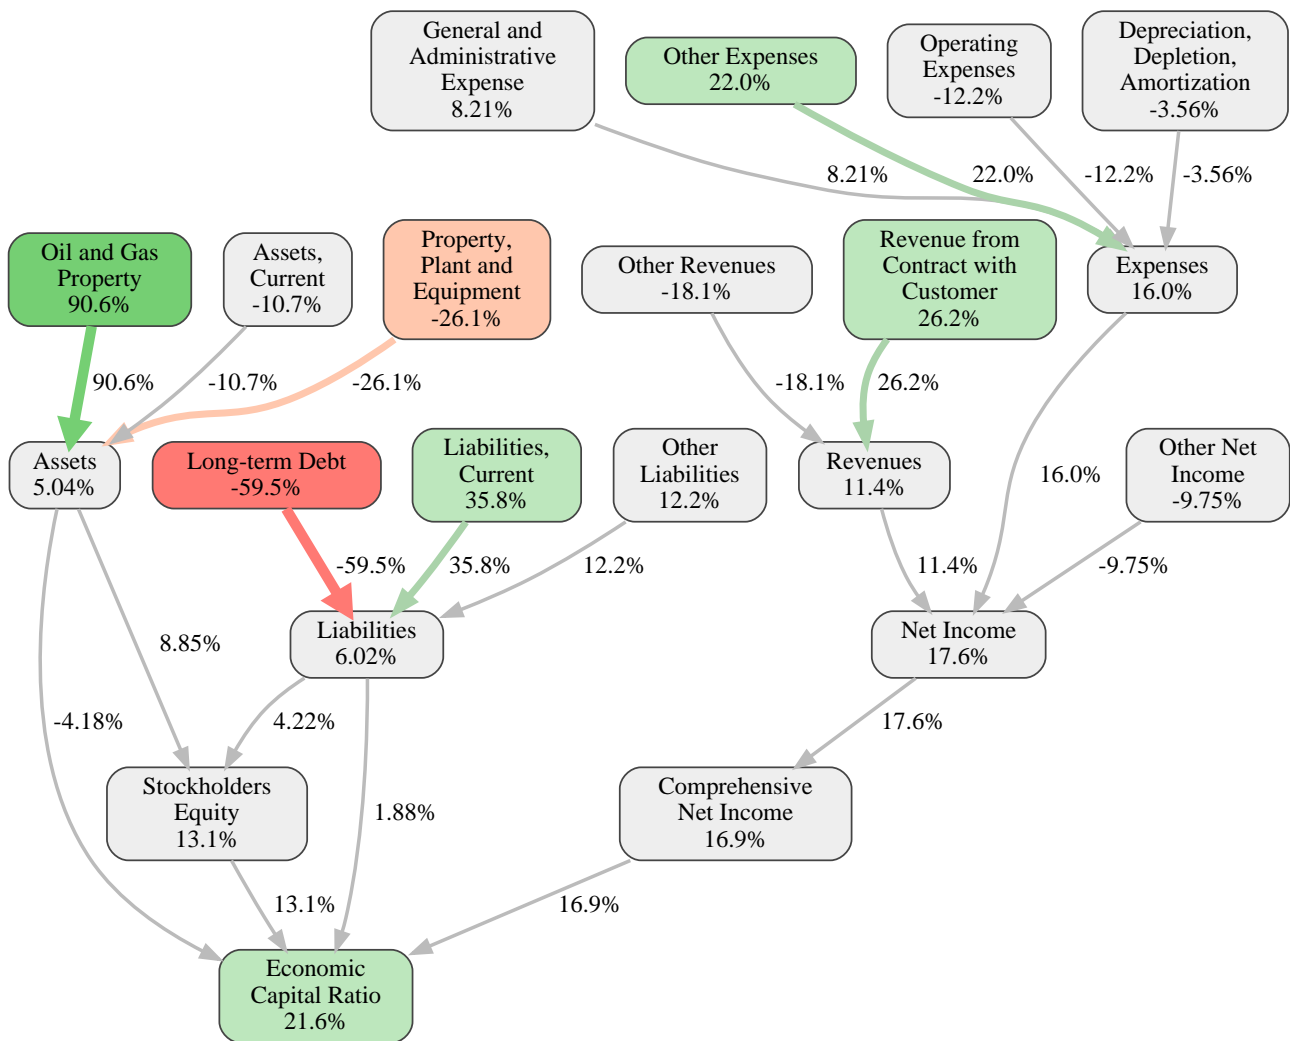 General and
Administrative
Expense
8.21%
Other Expenses
22.0%
Operating
Expenses
-12.2%
Depreciation,
Depletion,
Amortization
-3.56%
8.21%
22.0%
-12.2%
-3.56%
Oil and Gas
Property
90.6%
Assets,
Current
-10.7%
Property,
Plant and
Equipment
-26.1%
Other Revenues
-18.1%
Revenue from
Contract with
Customer
26.2%
Expenses
16.0%
90.6%
-10.7%
-26.1%
-18.1%
26.2%
Assets
5.04%
Long-term Debt
-59.5%
Liabilities,
Current
35.8%
Other
Liabilities
12.2%
Revenues
11.4%
16.0%
Other Net
Income
-9.75%
-59.5%
35.8%
12.2%
11.4%
-9.75%
8.85%
Liabilities
6.02%
Net Income
17.6%
-4.18%
4.22%
17.6%
Stockholders
Equity
13.1%
1.88%
Comprehensive
Net Income
16.9%
13.1%
16.9%
Economic
Capital Ratio
21.6%